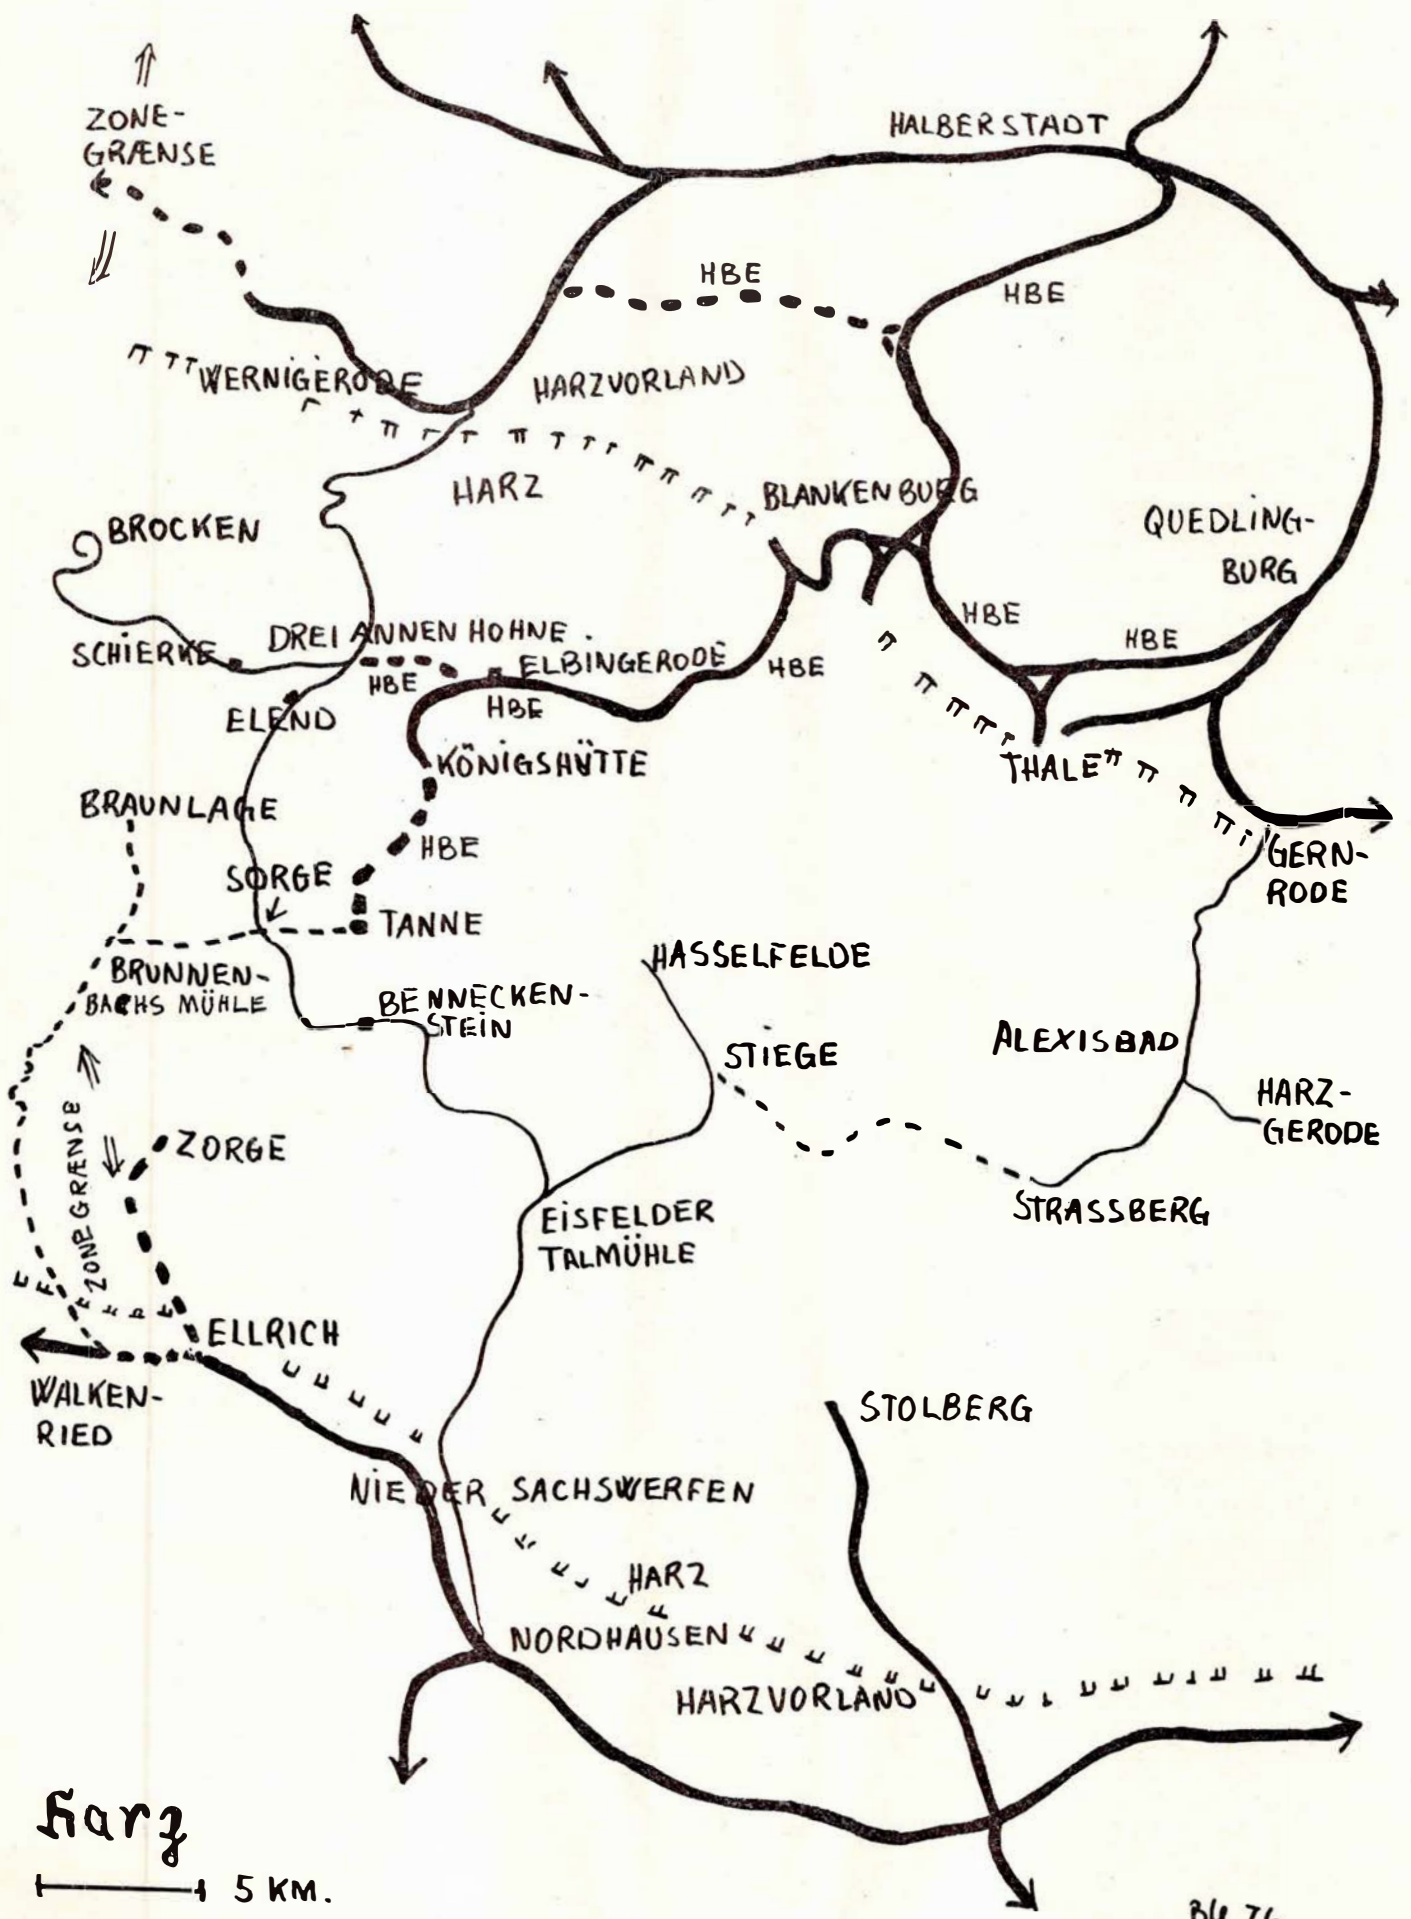 ZONE-
GRÆNSE
HALBERSTADT
HBE
HBE
WERNIGERODE
HARZVORLAND
HARZ
BLANKENBURG
QUEDLING-
BURG
BROCKEN
SCHIERKE
DREI ANNEN HOHNE.
ELBINGERODE
HBE
HBE
HBE
HBE
HBE
ELEND
KÖNIGSHÜTTE
THALE
BRAUNLAGE
HBE
SORGE
GERN-
RODE
TANNE
HASSELFELDE
BRUNNEN-
BACHS MÜHLE
BENNECKEN-
STEIN
STIEGE
ALEXISBAD
HARZ-
GERODE
ZONEGRÆNSE
ZORGE
STRASSBERG
EISFELDER
TALMÜHLE
ELLRICH
WALKEN-
RIED
STOLBERG
NIEDER SACHSWERFEN
HARZ
NORDHAUSEN
HARZVORLAND
Harz
5 KM.